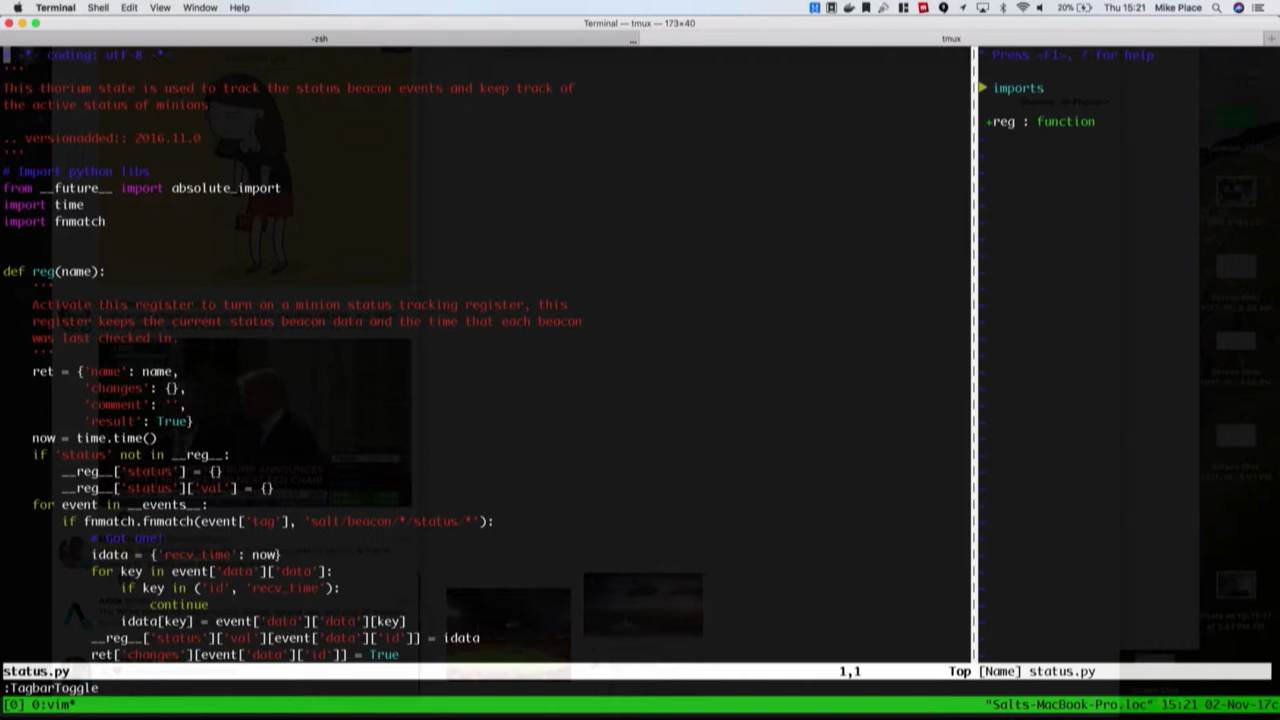 Terminal Shell Edit View Window Help 20% Thu 15:21 Mike Place
Terminal — tmux — 173×40
-zsh ... tmux +
# -*- coding: utf-8 -*-
'''
This thorium state is used to track the status beacon events and keep track of
the active status of minions
.. versionadded:: 2016.11.0
'''
# Import python libs
from __future__ import absolute_import
import time
import fnmatch
def reg(name):
'''
Activate this register to turn on a minion status tracking register, this
register keeps the current status beacon data and the time that each beacon
was last checked in.
'''
ret = {'name': name,
'changes': {},
'comment': '',
'result': True}
now = time.time()
if 'status' not in __reg__:
__reg__['status'] = {}
__reg__['status']['val'] = {}
for event in __events__:
if fnmatch.fnmatch(event['tag'], 'salt/beacon/*/status/*'):
# Got one!
idata = {'recv_time': now}
for key in event['data']['data']:
if key in ('id', 'recv_time'):
continue
idata[key] = event['data']['data'][key]
__reg__['status']['val'][event['data']['id']] = idata
ret['changes'][event['data']['id']] = True
" Press <F1>, ? for help
imports
+reg : function
status.py 1,1 Top [Name] status.py
:TagbarToggle
[0] 0:vim* "Salts-MacBook-Pro.loc" 15:21 02-Nov-17